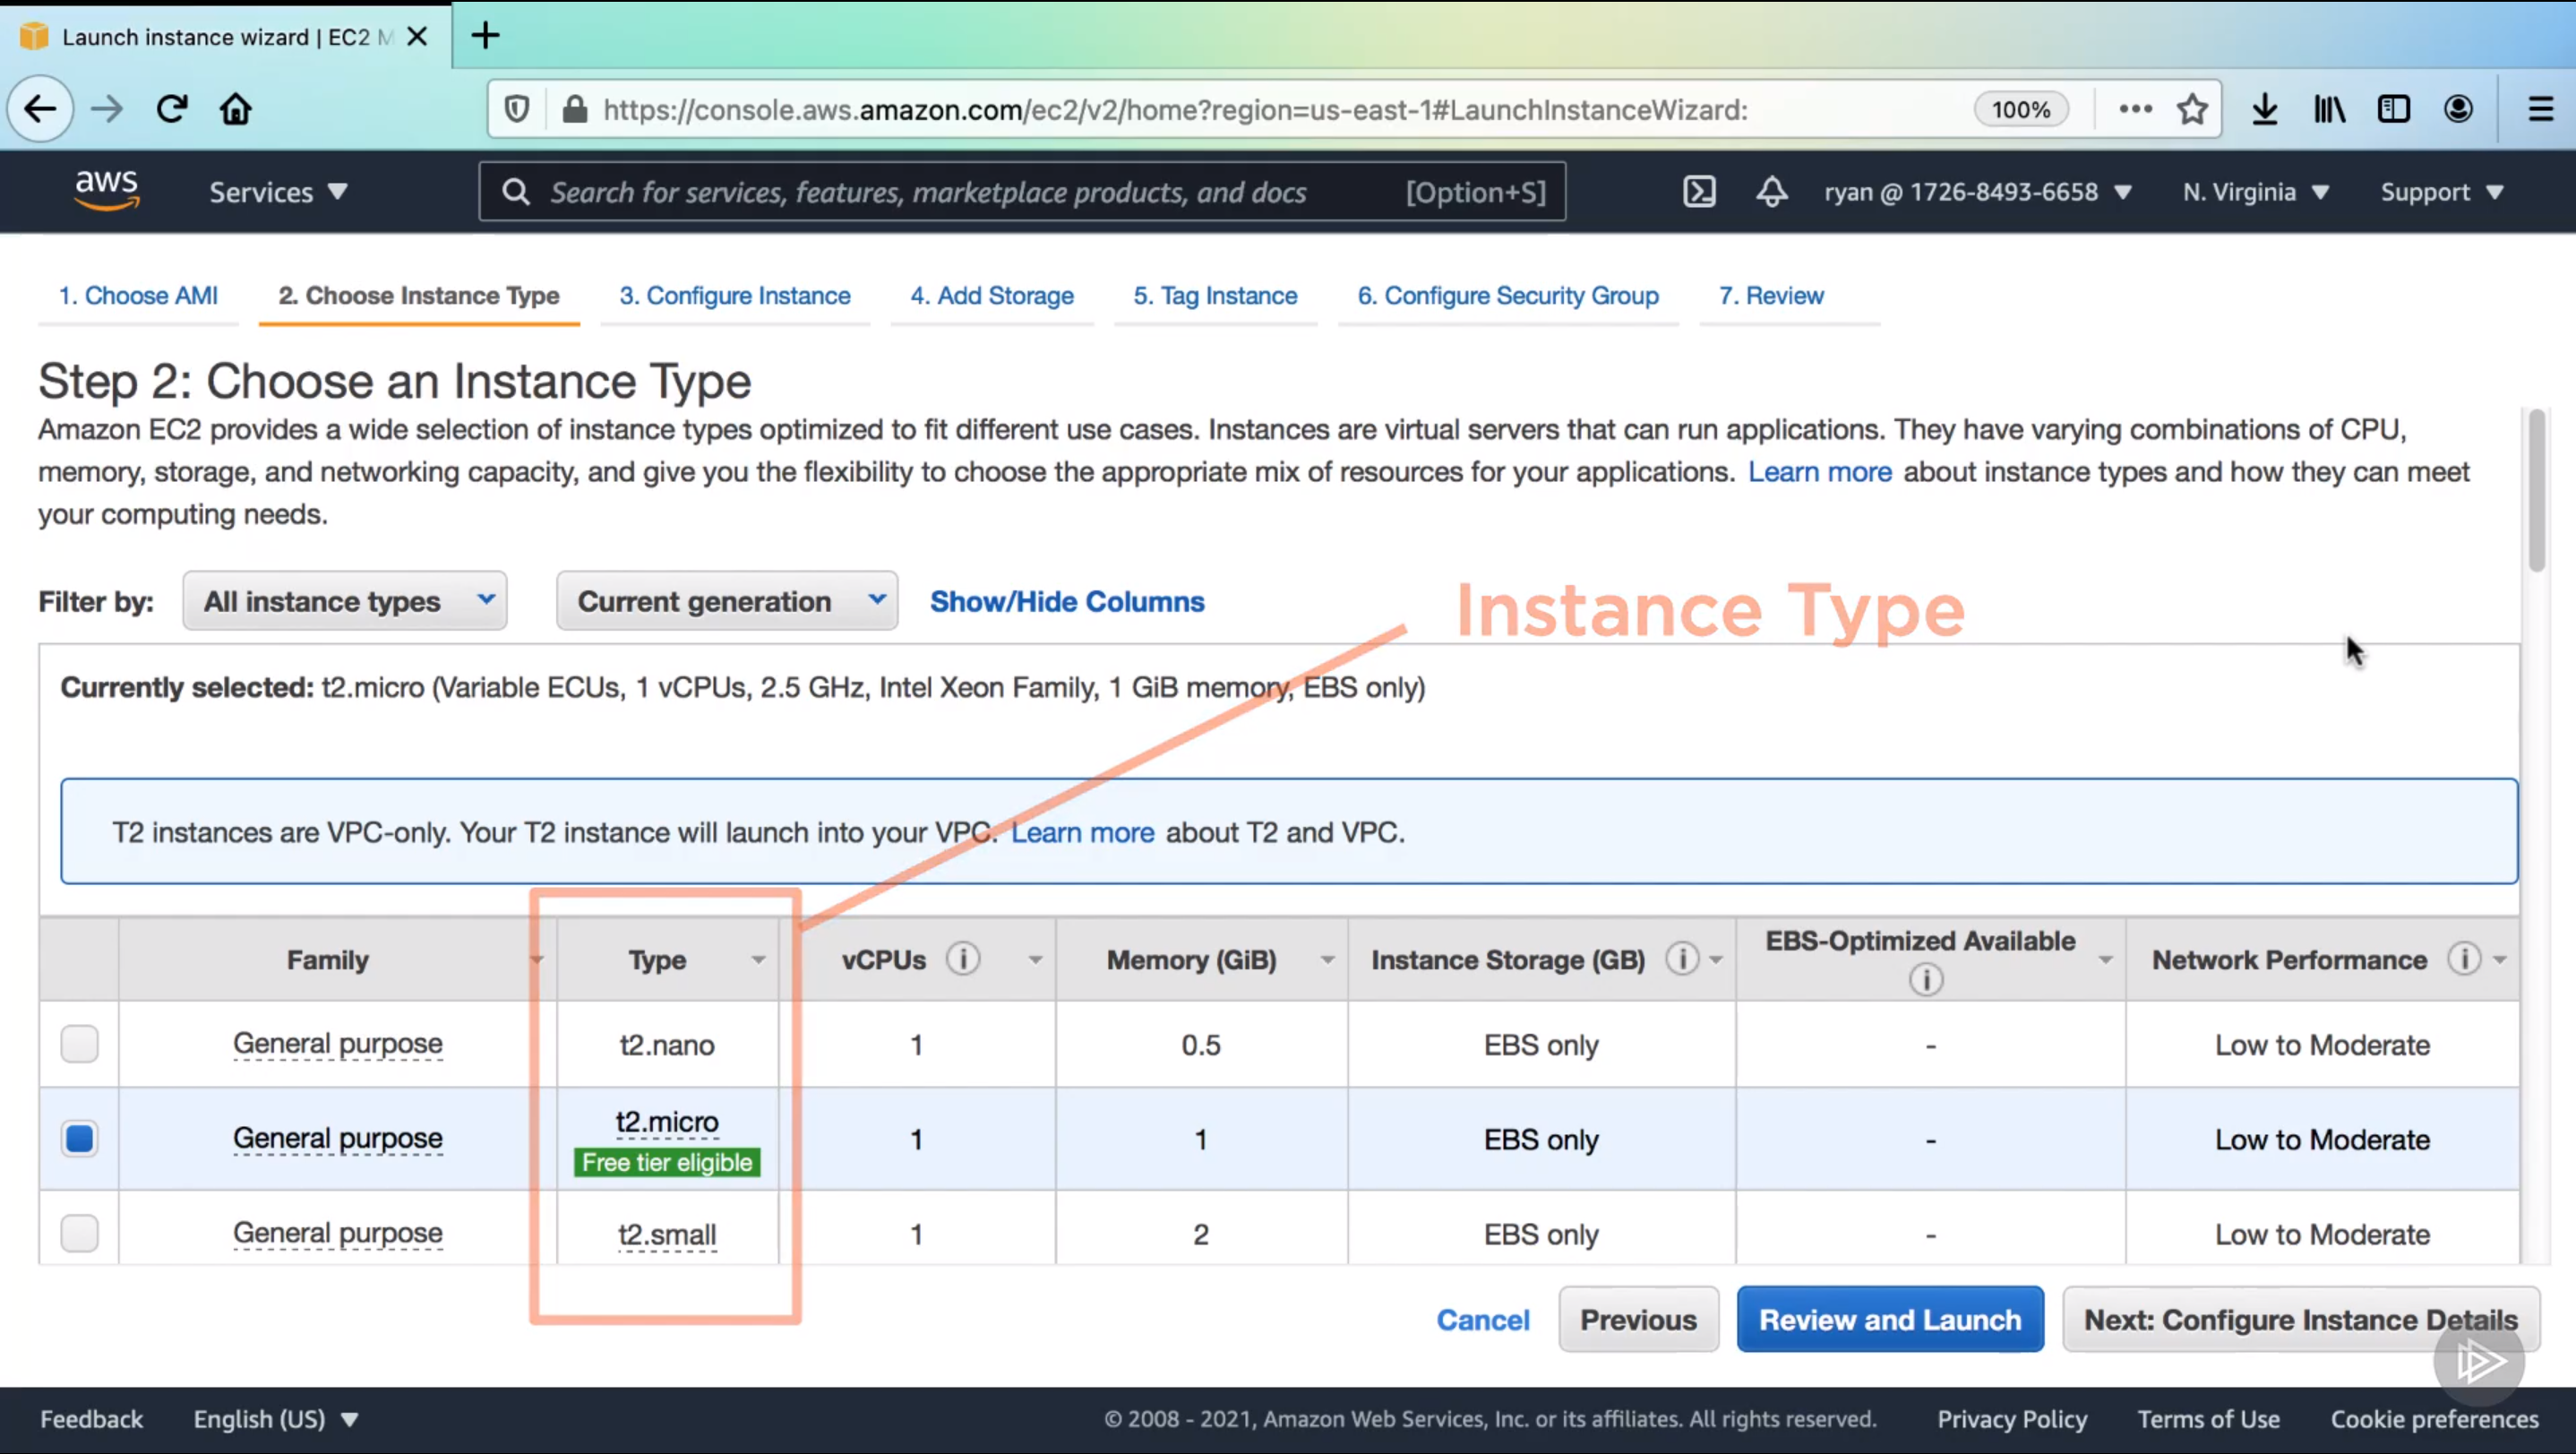 Launch instance wizard | EC2 M
https://console.aws.amazon.com/ec2/v2/home?region=us-east-1#LaunchInstanceWizard:
100%
aws
Services
Search for services, features, marketplace products, and docs
[Option+S]
ryan @ 1726-8493-6658
N. Virginia
Support
1. Choose AMI
2. Choose Instance Type
3. Configure Instance
4. Add Storage
5. Tag Instance
6. Configure Security Group
7. Review
Step 2: Choose an Instance Type
Amazon EC2 provides a wide selection of instance types optimized to fit different use cases. Instances are virtual servers that can run applications. They have varying combinations of CPU,
memory, storage, and networking capacity, and give you the flexibility to choose the appropriate mix of resources for your applications. Learn more about instance types and how they can meet
your computing needs.
Filter by: All instance types Current generation Show/Hide Columns
Instance Type
Currently selected: t2.micro (Variable ECUs, 1 vCPUs, 2.5 GHz, Intel Xeon Family, 1 GiB memory, EBS only)
T2 instances are VPC-only. Your T2 instance will launch into your VPC. Learn more about T2 and VPC.
Family Type vCPUs i Memory (GiB) Instance Storage (GB) i EBS-Optimized Available i Network Performance i
General purpose t2.nano 1 0.5 EBS only - Low to Moderate
General purpose t2.micro 1 1 EBS only - Low to Moderate
Free tier eligible
General purpose t2.small 1 2 EBS only - Low to Moderate
Cancel Previous Review and Launch Next: Configure Instance Details
Feedback English (US) © 2008 - 2021, Amazon Web Services, Inc. or its affiliates. All rights reserved. Privacy Policy Terms of Use Cookie preferences